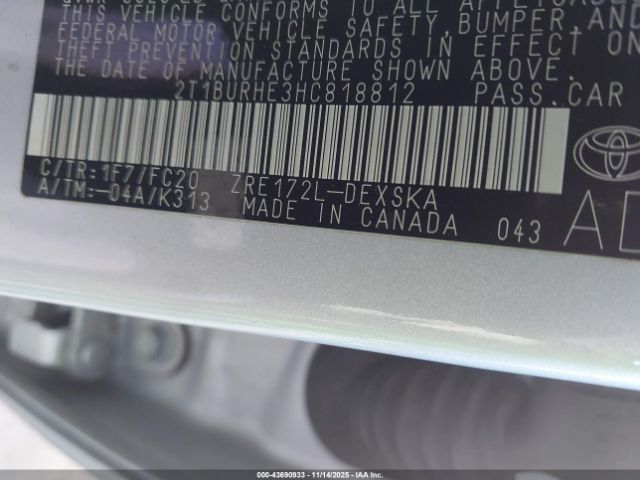 THIS VEHICLE CONFORMS TO ALL APPLICABLE
FEDERAL MOTOR VEHICLE SAFETY, BUMPER, AND
THEFT PREVENTION STANDARDS IN EFFECT ON
THE DATE OF MANUFACTURE SHOWN ABOVE.
2T1BURHE3HC818812 PASS.CAR
C/TR:1F7/FC20 ZRE172L-DEXSKA
A/TM:-04A/K313 MADE IN CANADA 043
000-43690933 | 11/14/2025 - IAAI.COM